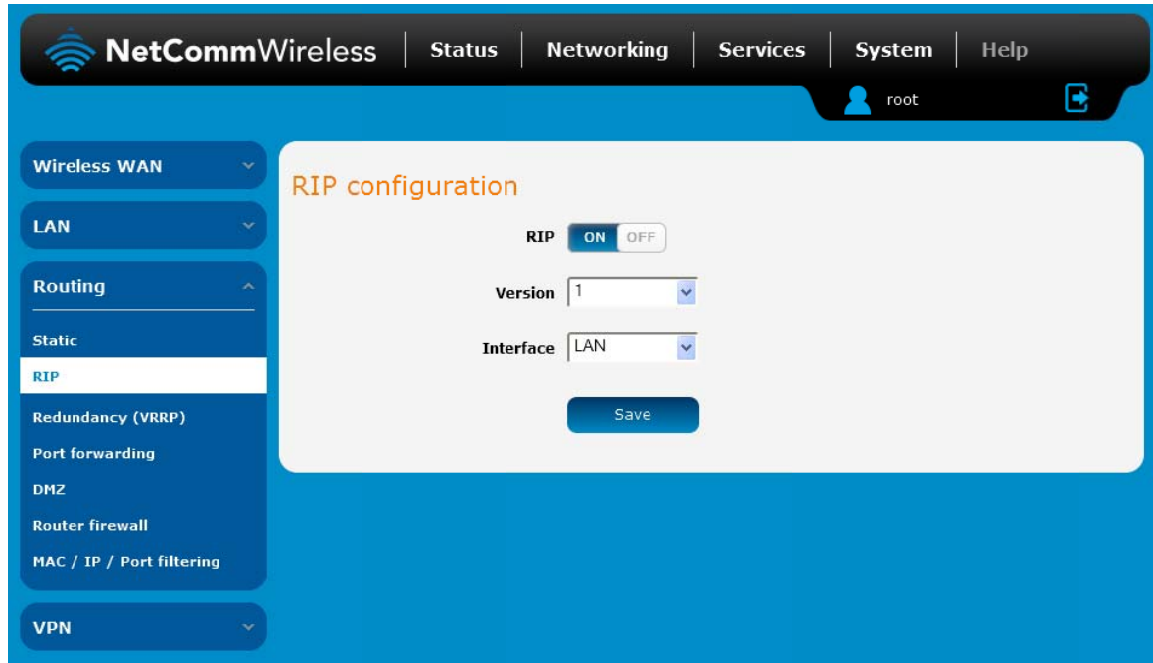 NetCommWireless Status Networking Services System Help
root
Wireless WAN
LAN
Routing
Static
RIP
Redundancy (VRRP)
Port forwarding
DMZ
Router firewall
MAC / IP / Port filtering
VPN
RIP configuration
RIP ON OFF
Version 1
Interface LAN
Save